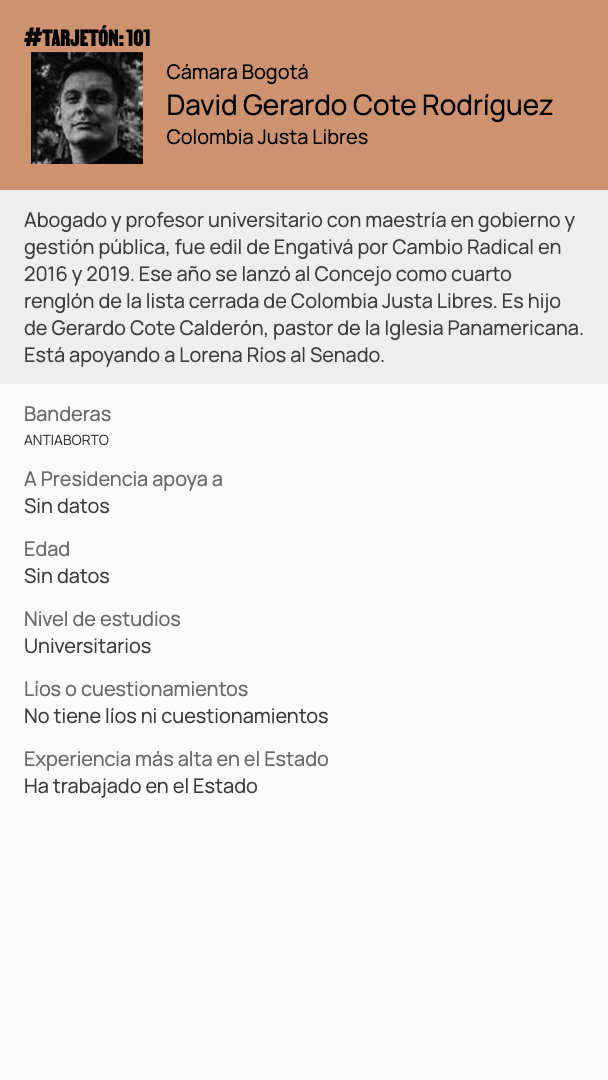 #TARJETÓN: 101
Cámara Bogotá
David Gerardo Cote Rodríguez
Colombia Justa Libres
Abogado y profesor universitario con maestría en gobierno y
gestión pública, fue edil de Engativá por Cambio Radical en
2016 y 2019. Ese año se lanzó al Concejo como cuarto
renglón de la lista cerrada de Colombia Justa Libres. Es hijo
de Gerardo Cote Calderón, pastor de la Iglesia Panamericana.
Está apoyando a Lorena Ríos al Senado.
Banderas
ANTIABORTO
A Presidencia apoya a
Sin datos
Edad
Sin datos
Nivel de estudios
Universitarios
Líos o cuestionamientos
No tiene líos ni cuestionamientos
Experiencia más alta en el Estado
Ha trabajado en el Estado